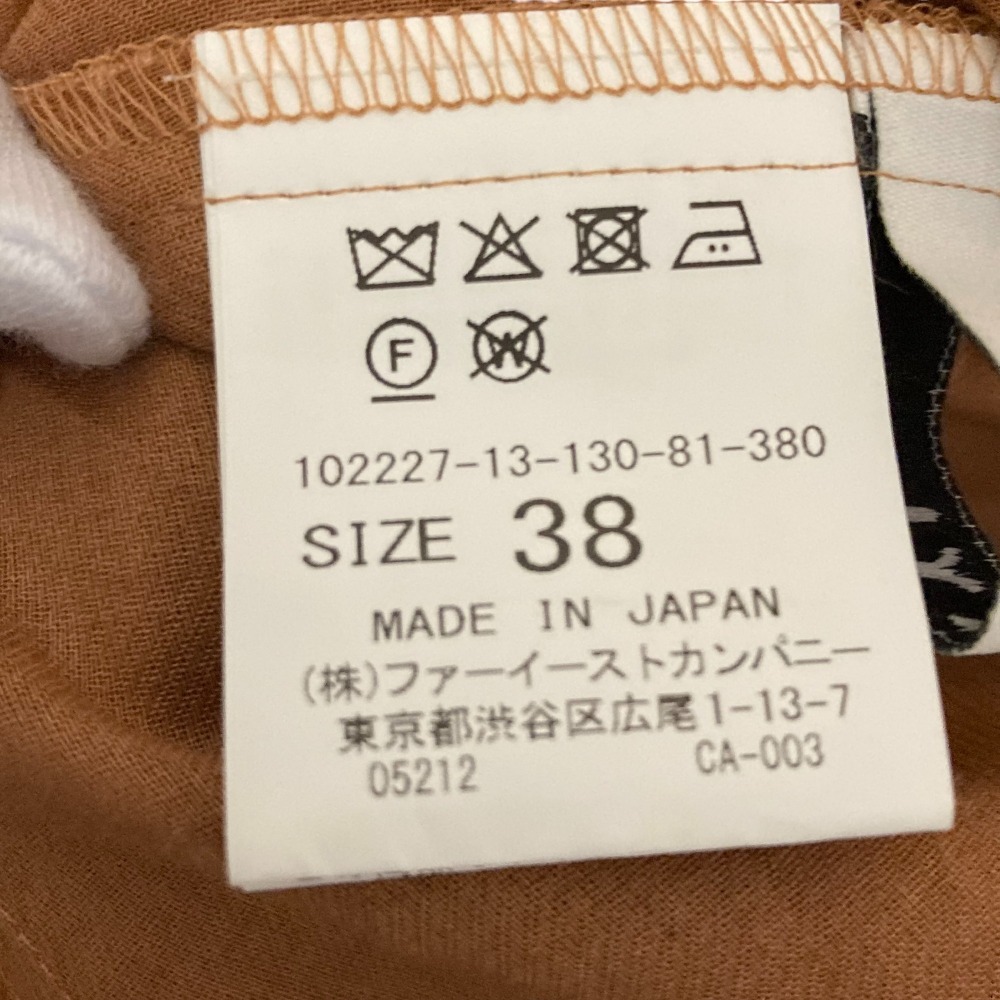 F W
102227-13-130-81-380
SIZE 38
MADE IN JAPAN
(株)ファーイーストカンパニー
東京都渋谷区広尾1-13-7
05212 CA-003